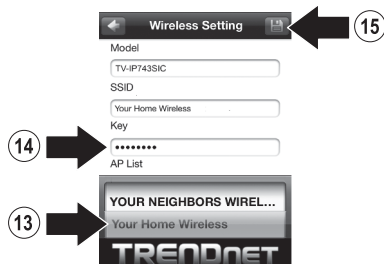 Wireless Setting
15
Model
TV-IP743SIC
SSID
Your Home Wireless
Key
••••••••
14
AP List
YOUR NEIGHBORS WIREL...
13
Your Home Wireless
TRENDNET